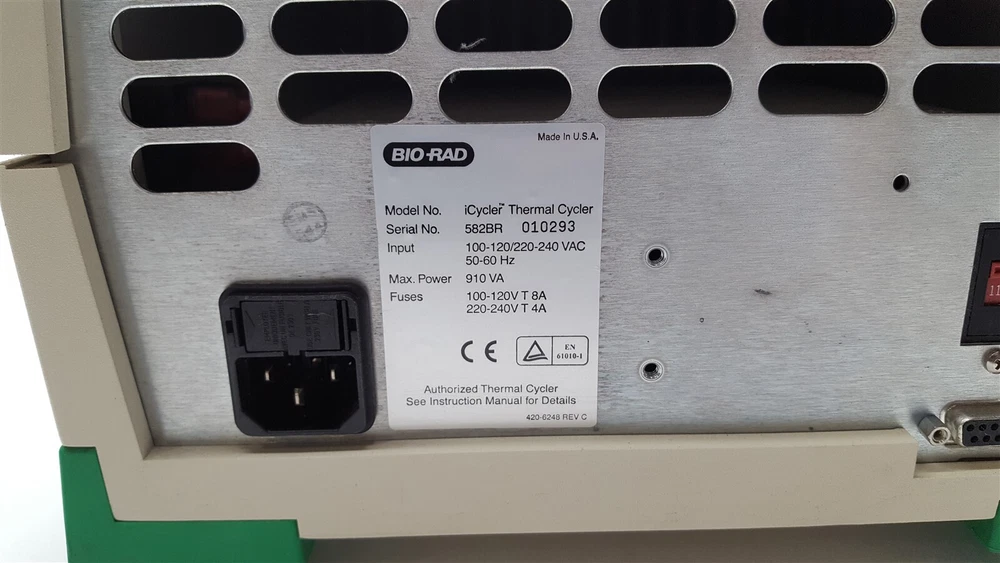 Made In U.S.A.
BIO-RAD
Model No. iCycler™ Thermal Cycler
Serial No. 582BR 010293
Input 100-120/220-240 VAC
50-60 Hz
Max. Power 910 VA
Fuses 100-120V T 8A
220-240V T 4A
CE
EN
61010-1
Authorized Thermal Cycler
See Instruction Manual for Details
420-6248 REV C